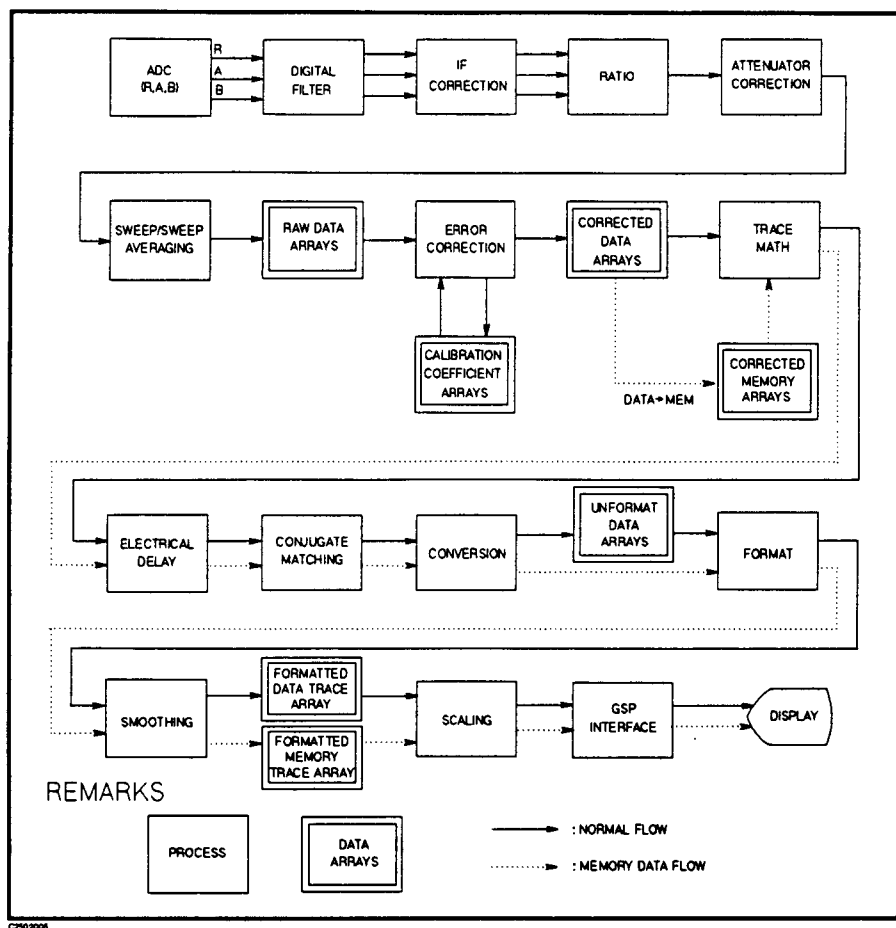 ADC
(R,A,B)
R
A
B
DIGITAL
FILTER
IF
CORRECTION
RATIO
ATTENUATOR
CORRECTION
SWEEP/SWEEP
AVERAGING
RAW DATA
ARRAYS
ERROR
CORRECTION
CORRECTED
DATA
ARRAYS
TRACE
MATH
CALIBRATION
COEFFICIENT
ARRAYS
DATA→MEM
CORRECTED
MEMORY
ARRAYS
ELECTRICAL
DELAY
CONJUGATE
MATCHING
CONVERSION
UNFORMAT
DATA
ARRAYS
FORMAT
SMOOTHING
FORMATTED
DATA TRACE
ARRAY
FORMATTED
MEMORY
TRACE ARRAY
SCALING
GSP
INTERFACE
DISPLAY
REMARKS
PROCESS
DATA
ARRAYS
: NORMAL FLOW
: MEMORY DATA FLOW
C2502005